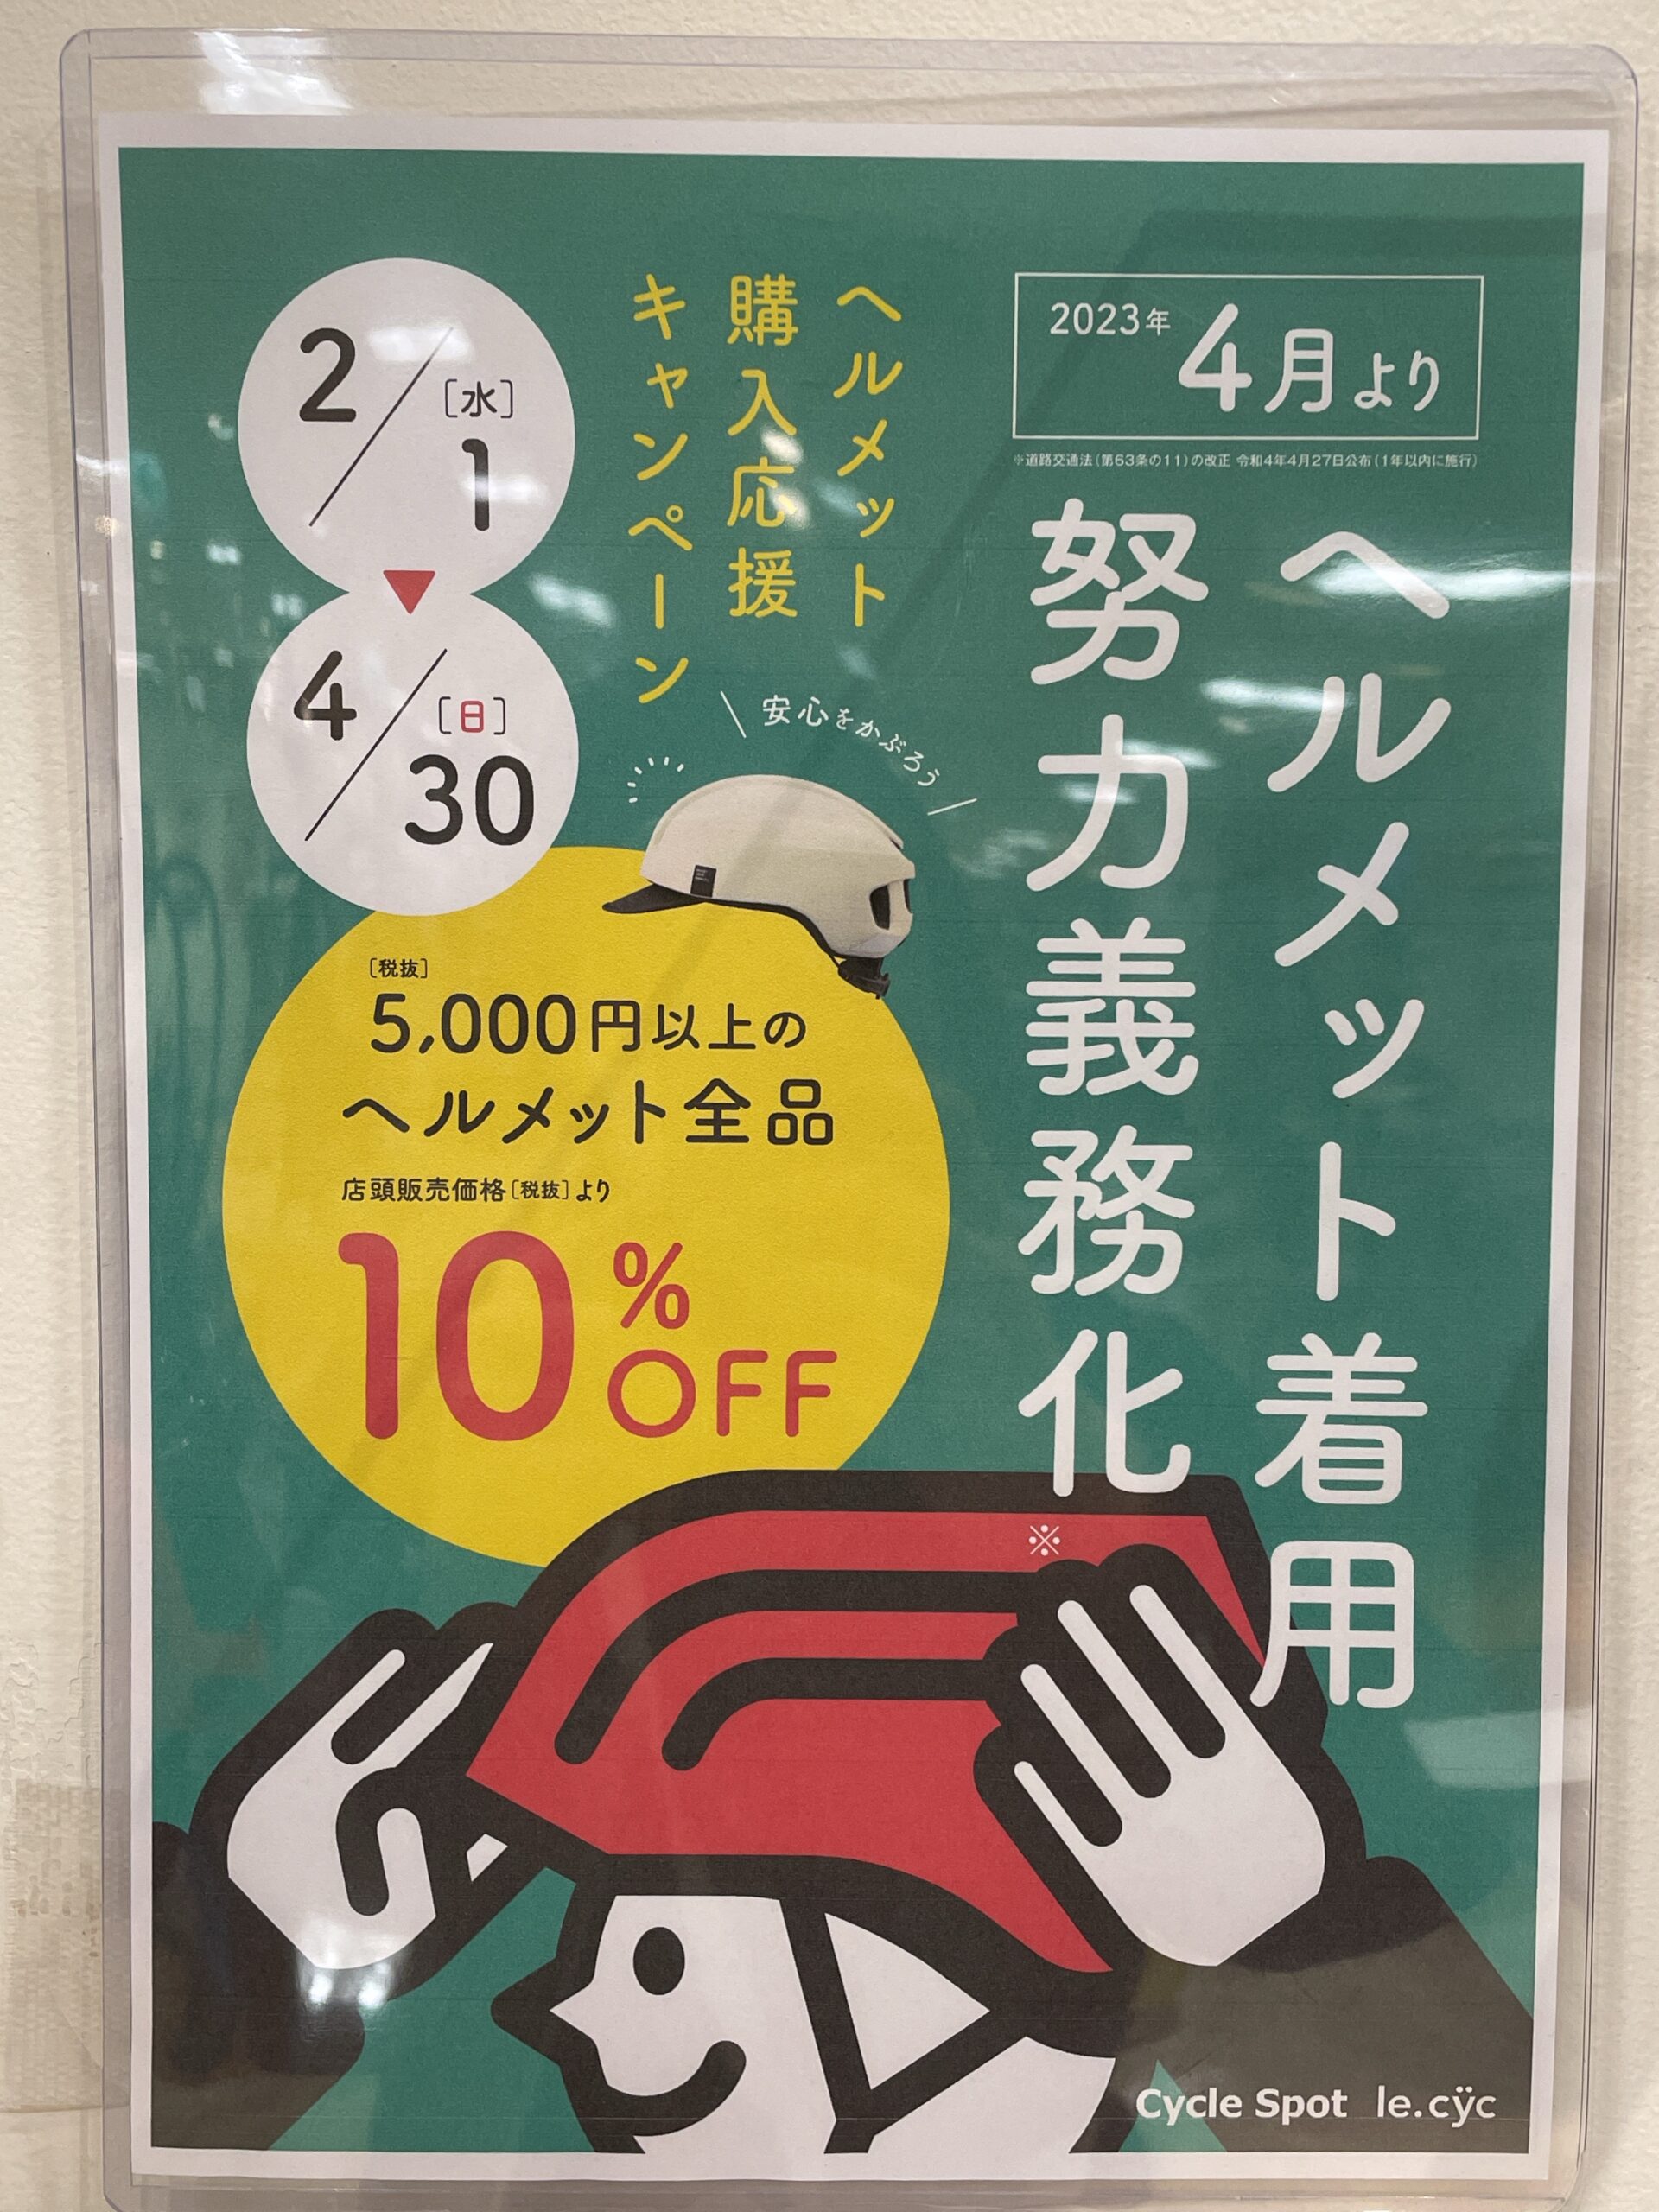 2023年4月より
※道路交通法(第63条の11)の改正 令和4年4月27日公布(1年以内に施行)
ヘルメット着用
努力義務化
※
ヘルメット
購入応援
キャンペーン
2/1[水]
4/30[日]
安心をかぶろう
[税抜]
5,000円以上の
ヘルメット全品
店頭販売価格[税抜]より
10%
OFF
Cycle Spot le.cÿc